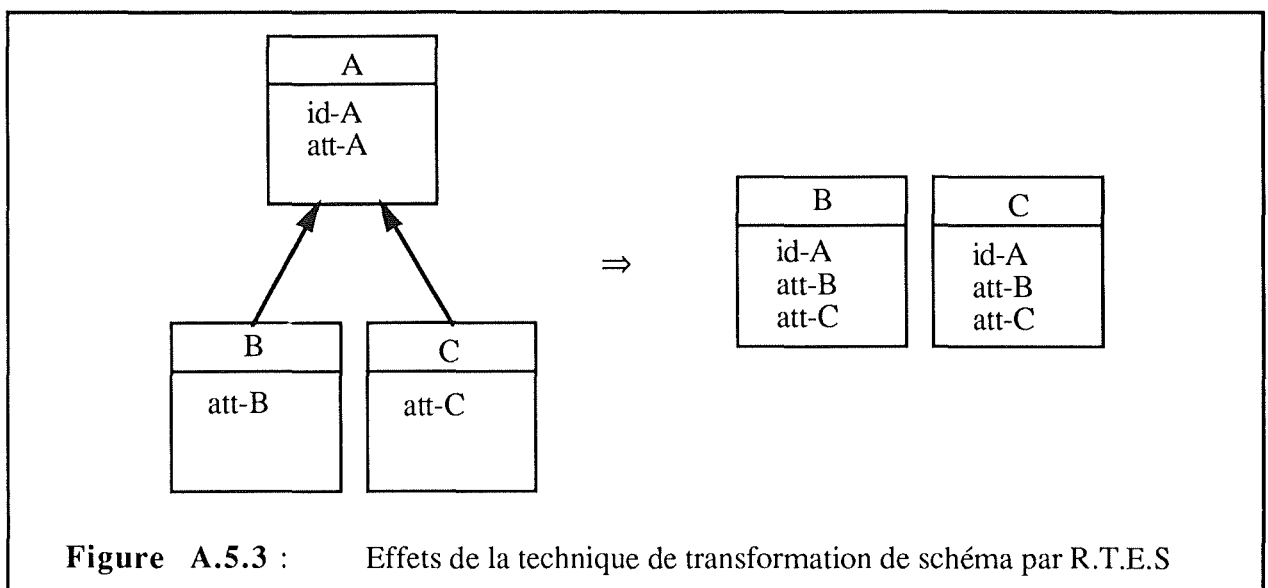 A
id-A
att-A
B
att-B
C
att-C
⇒
B
id-A
att-B
att-C
C
id-A
att-B
att-C
Figure A.5.3 : Effets de la technique de transformation de schéma par R.T.E.S